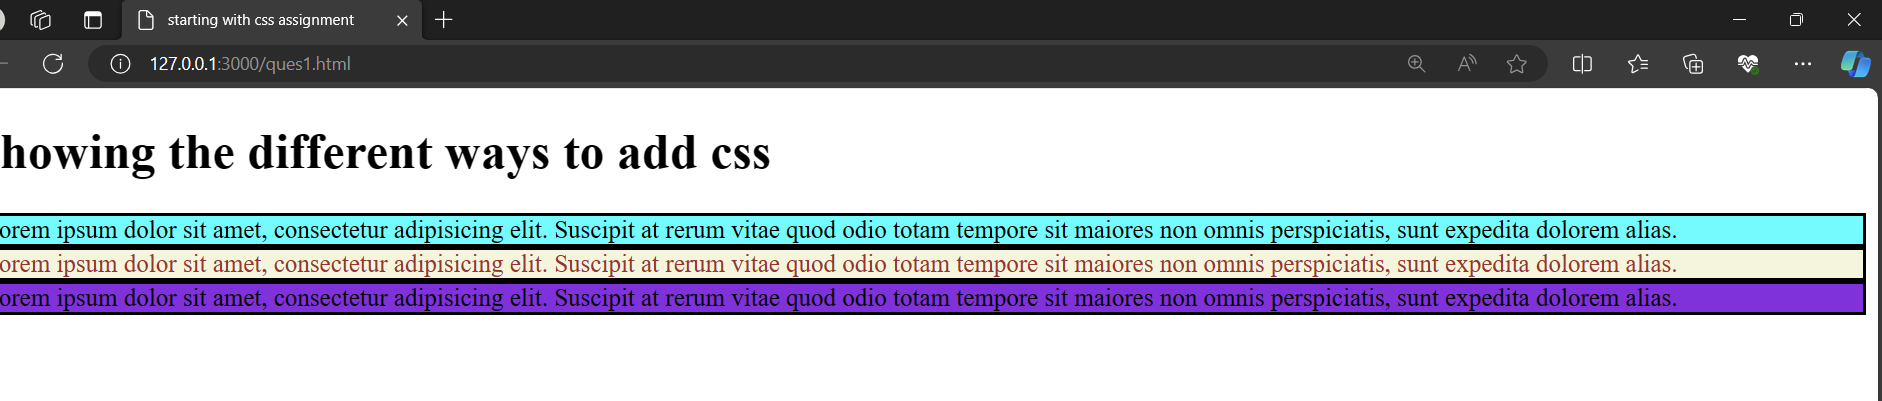 starting with css assignment
127.0.0.1:3000/ques1.html
howing the different ways to add css
orem ipsum dolor sit amet, consectetur adipisicing elit. Suscipit at rerum vitae quod odio totam tempore sit maiores non omnis perspiciatis, sunt expedita dolorem alias.
orem ipsum dolor sit amet, consectetur adipisicing elit. Suscipit at rerum vitae quod odio totam tempore sit maiores non omnis perspiciatis, sunt expedita dolorem alias.
orem ipsum dolor sit amet, consectetur adipisicing elit. Suscipit at rerum vitae quod odio totam tempore sit maiores non omnis perspiciatis, sunt expedita dolorem alias.